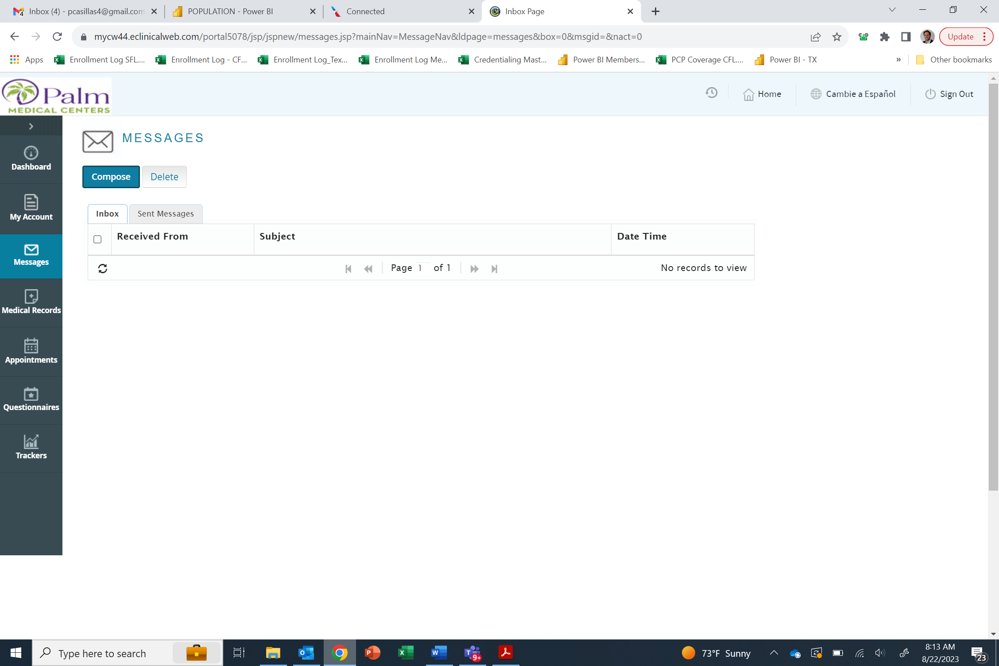 Inbox (4) - pcasillas4@gmail.com
POPULATION - Power BI
Connected
Inbox Page
mycw44.eclinicalweb.com/portal5078/jsp/jspnew/messages.jsp?mainNav=MessageNav&ldpage=messages&box=0&msgid=&nact=0
Update
Apps
Enrollment Log SFL....
Enrollment Log - CF...
Enrollment Log_Tex...
Enrollment Log Me...
Credentialing Mast...
Power BI Members...
PCP Coverage CFL....
Power BI - TX
»
Other bookmarks
Palm
MEDICAL CENTERS
Home
Cambie a Español
Sign Out
Dashboard
My Account
Messages
Medical Records
Appointments
Questionnaires
Trackers
MESSAGES
Compose
Delete
Inbox
Sent Messages
Received From
Subject
Date Time
Page 1 of 1
No records to view
Type here to search
9+
73°F Sunny
8:13 AM
8/22/2023
23